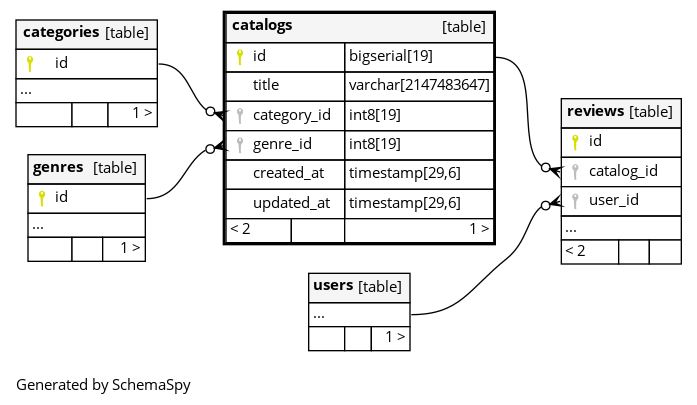 categories [table]
id
...
1 >
genres [table]
id
...
1 >
catalogs [table]
id bigserial[19]
title varchar[2147483647]
category_id int8[19]
genre_id int8[19]
created_at timestamp[29,6]
updated_at timestamp[29,6]
< 2 1 >
users [table]
...
1 >
reviews [table]
id
catalog_id
user_id
...
< 2
Generated by SchemaSpy